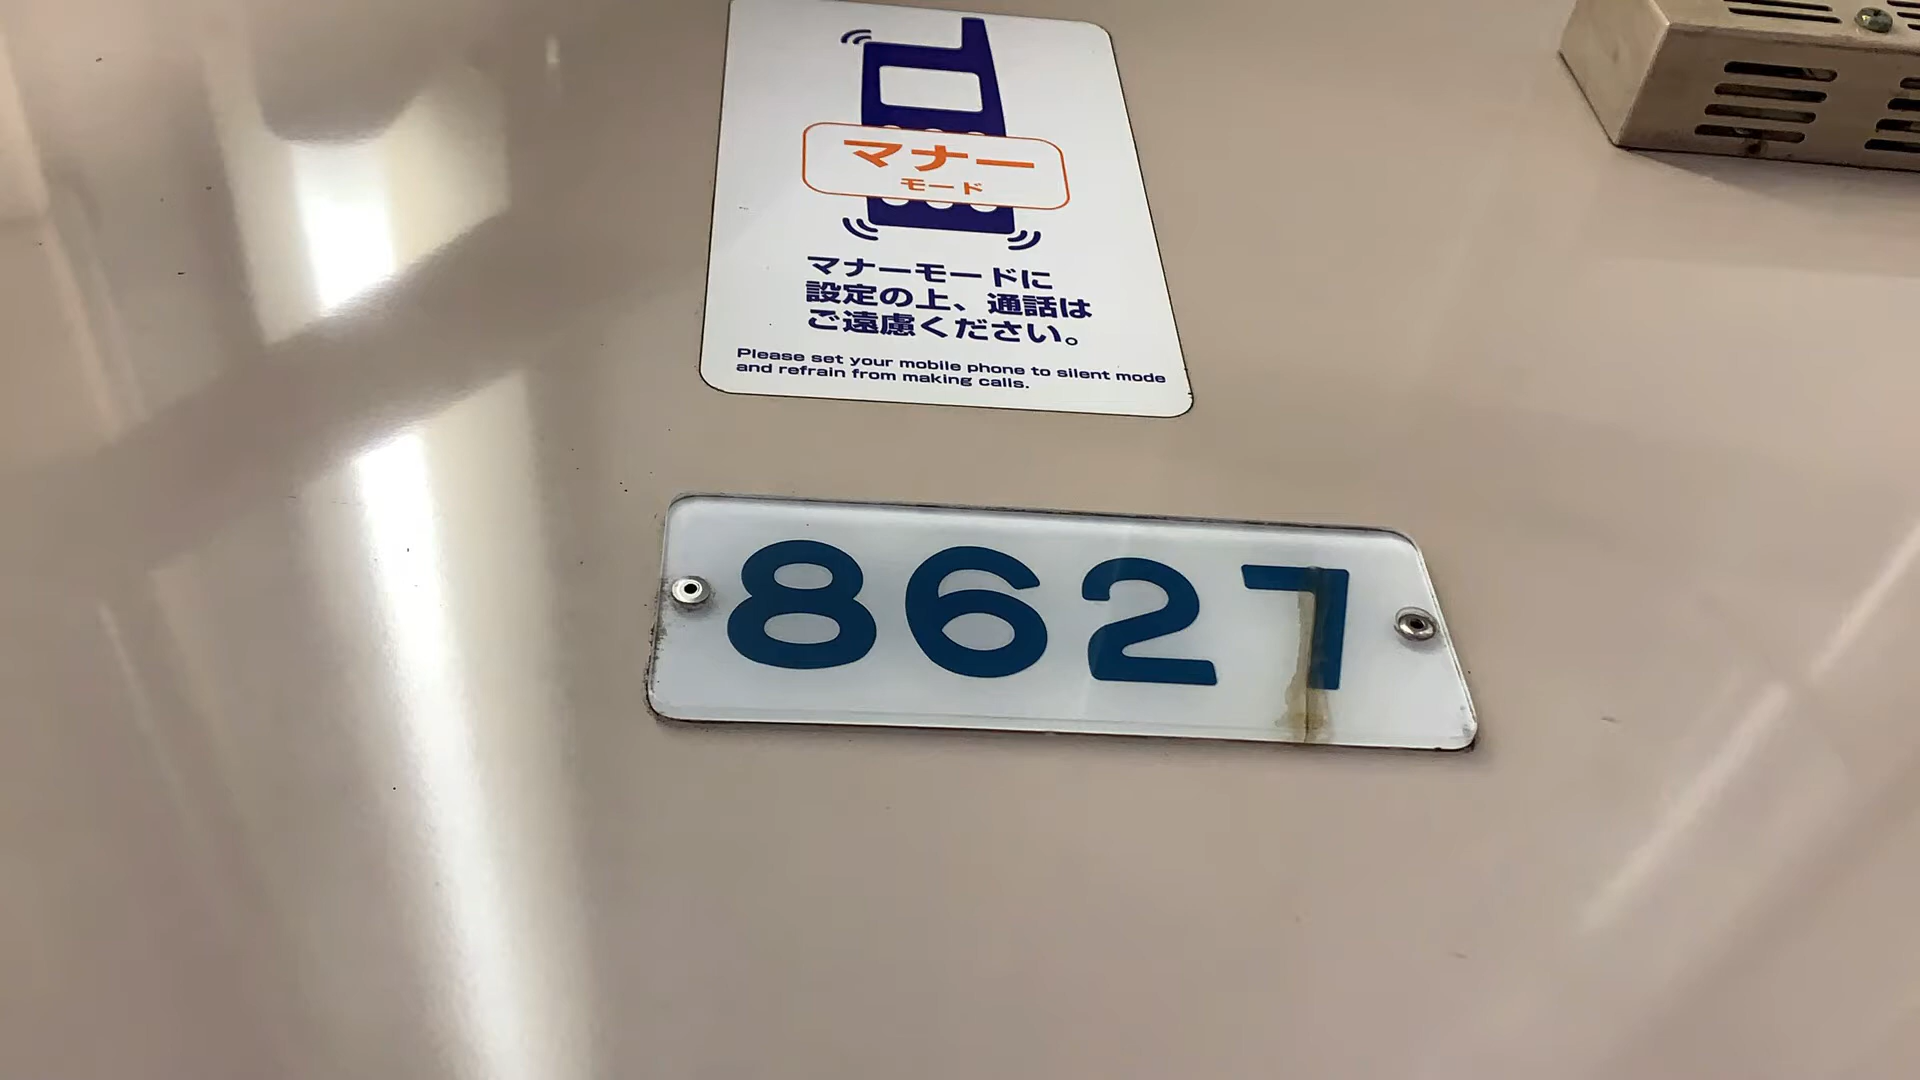 マナー
モード
マナーモードに
設定の上、通話は
ご遠慮ください。
Please set your mobile phone to silent mode
and refrain from making calls.
8627